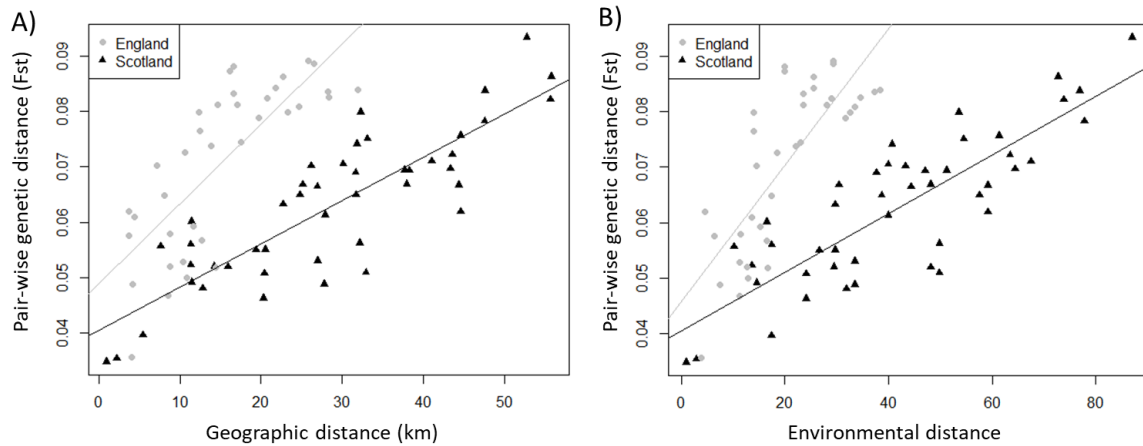 A)
England
Scotland
Pair-wise genetic distance (Fst)
0.09
0.08
0.07
0.06
0.05
0.04
0 10 20 30 40 50
Geographic distance (km)
B)
England
Scotland
Pair-wise genetic distance (Fst)
0.09
0.08
0.07
0.06
0.05
0.04
0 20 40 60 80
Environmental distance